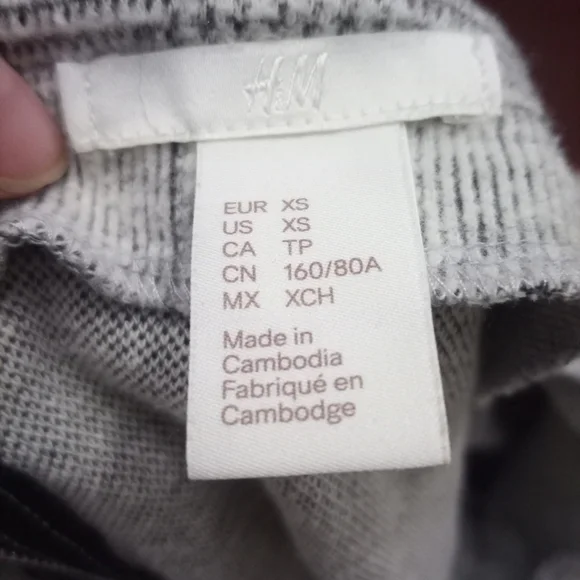 H&M
EUR XS
US XS
CA TP
CN 160/80A
MX XCH
Made in
Cambodia
Fabriqué en
Cambodge